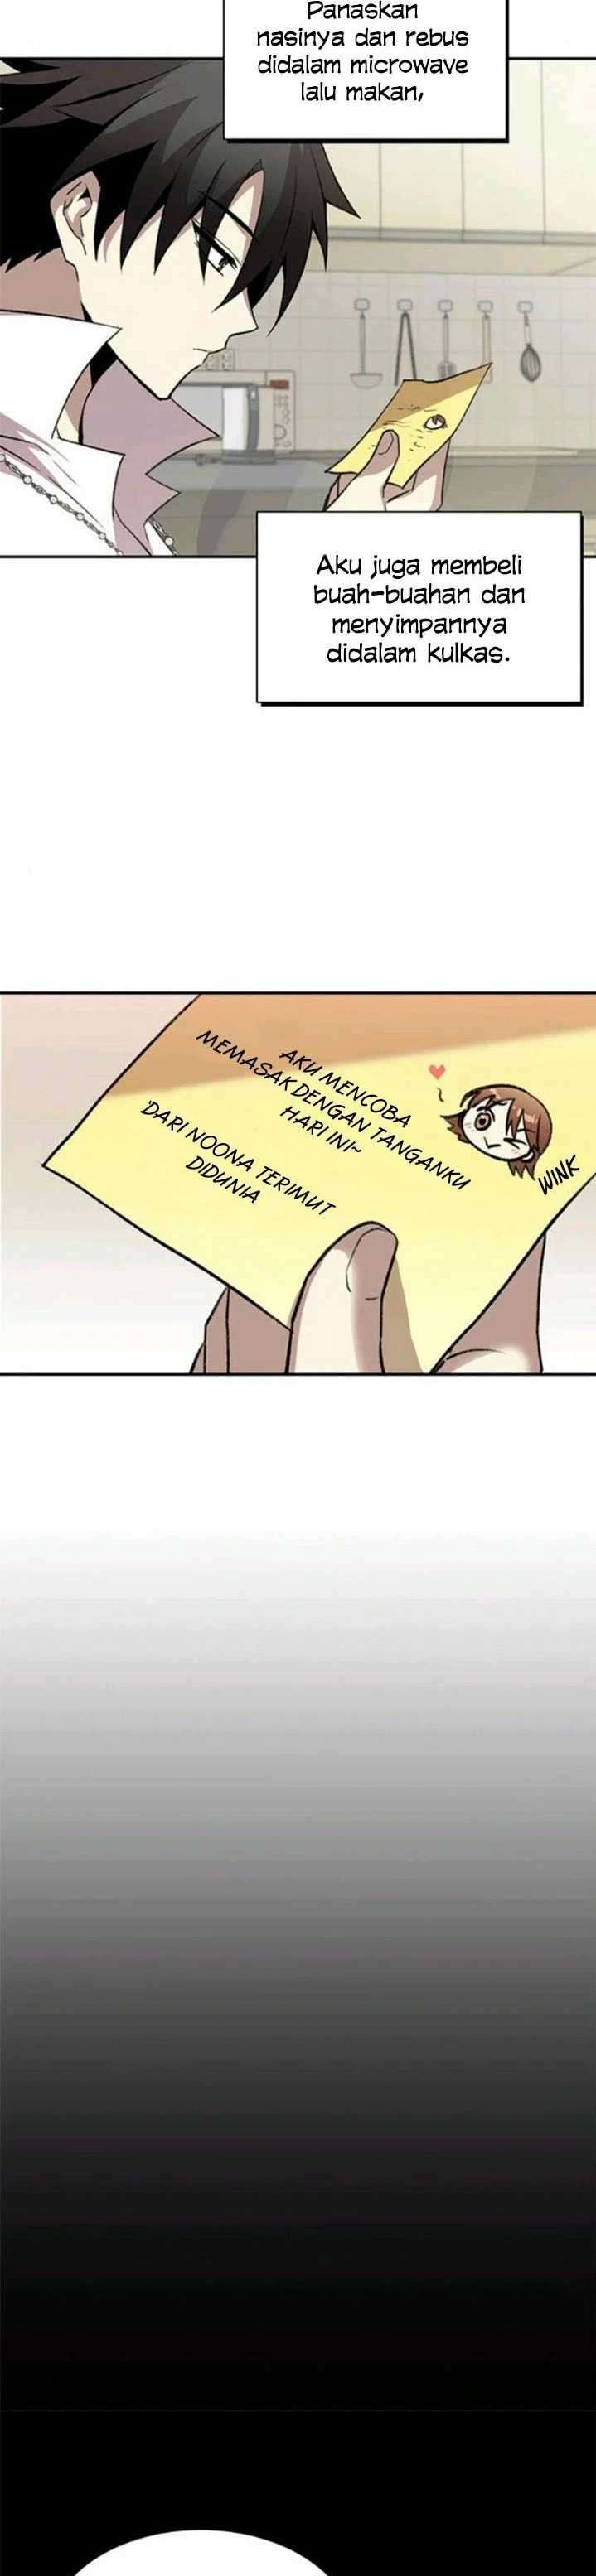 Panaskan
nasinya dan rebus
didalam microwave
lalu makan,
Aku juga membeli
buah-buahan dan
menyimpannya
didalam kulkas.
AKU MENCOBA
MEMASAK DENGAN TANGANKU
HARI INI~
DARI NOONA TERIMUT
DIDUNIA
WINK